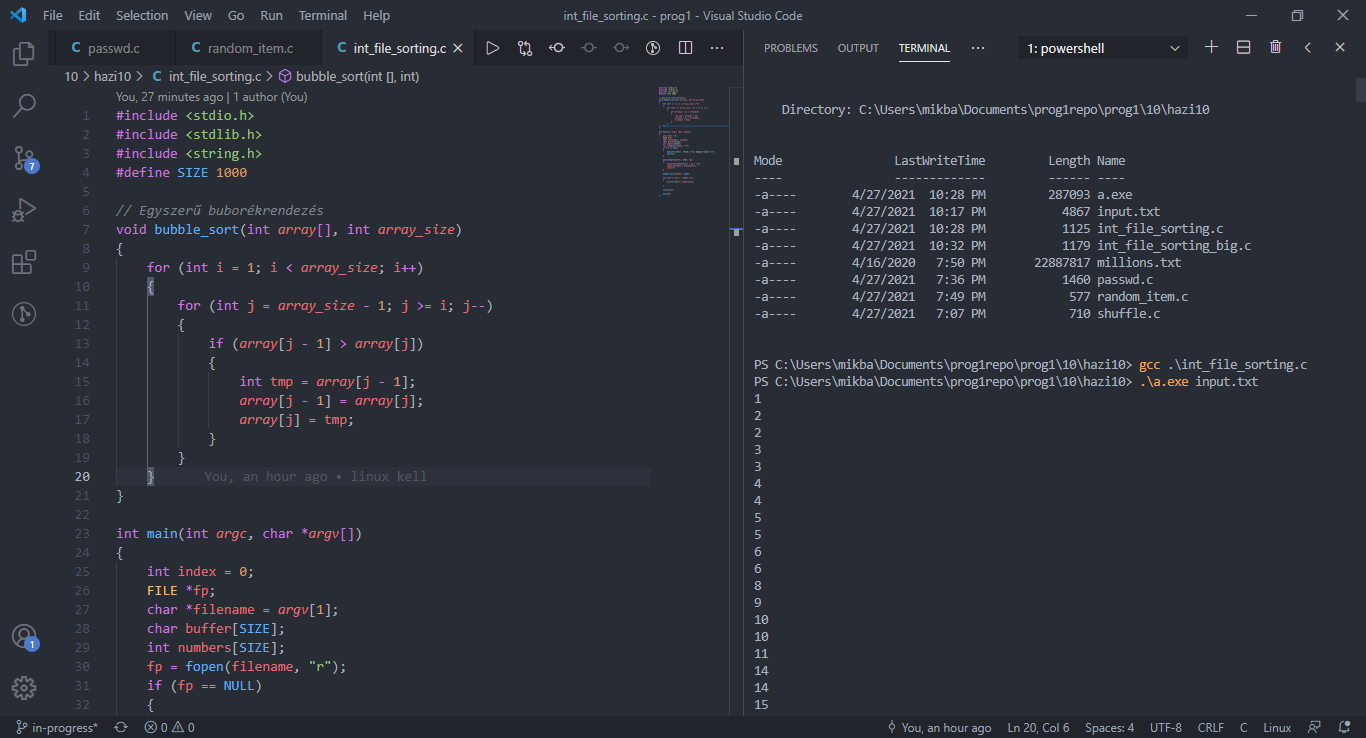 File Edit Selection View Go Run Terminal Help int_file_sorting.c - prog1 - Visual Studio Code
C passwd.c C random_item.c C int_file_sorting.c
10 > hazi10 > C int_file_sorting.c > bubble_sort(int [], int)
You, 27 minutes ago | 1 author (You)
1 #include <stdio.h>
2 #include <stdlib.h>
3 #include <string.h>
4 #define SIZE 1000
5
6 // Egyszerű buborékrendezés
7 void bubble_sort(int array[], int array_size)
8 {
9 for (int i = 1; i < array_size; i++)
10 {
11 for (int j = array_size - 1; j >= i; j--)
12 {
13 if (array[j - 1] > array[j])
14 {
15 int tmp = array[j - 1];
16 array[j - 1] = array[j];
17 array[j] = tmp;
18 }
19 }
20 } You, an hour ago • linux kell
21 }
22
23 int main(int argc, char *argv[])
24 {
25 int index = 0;
26 FILE *fp;
27 char *filename = argv[1];
28 char buffer[SIZE];
29 int numbers[SIZE];
30 fp = fopen(filename, "r");
31 if (fp == NULL)
32 {
7
1
PROBLEMS OUTPUT TERMINAL ··· 1: powershell
Directory: C:\Users\mikba\Documents\prog1repo\prog1\10\hazi10
Mode LastWriteTime Length Name
---- ------------- ------ ----
-a---- 4/27/2021 10:28 PM 287093 a.exe
-a---- 4/27/2021 10:17 PM 4867 input.txt
-a---- 4/27/2021 10:28 PM 1125 int_file_sorting.c
-a---- 4/27/2021 10:32 PM 1179 int_file_sorting_big.c
-a---- 4/16/2020 7:50 PM 22887817 millions.txt
-a---- 4/27/2021 7:36 PM 1460 passwd.c
-a---- 4/27/2021 7:49 PM 577 random_item.c
-a---- 4/27/2021 7:07 PM 710 shuffle.c
PS C:\Users\mikba\Documents\prog1repo\prog1\10\hazi10> gcc .\int_file_sorting.c
PS C:\Users\mikba\Documents\prog1repo\prog1\10\hazi10> .\a.exe input.txt
1
2
2
3
3
4
4
5
5
6
6
8
9
10
10
11
14
14
15
in-progress* 0 0 You, an hour ago Ln 20, Col 6 Spaces: 4 UTF-8 CRLF C Linux